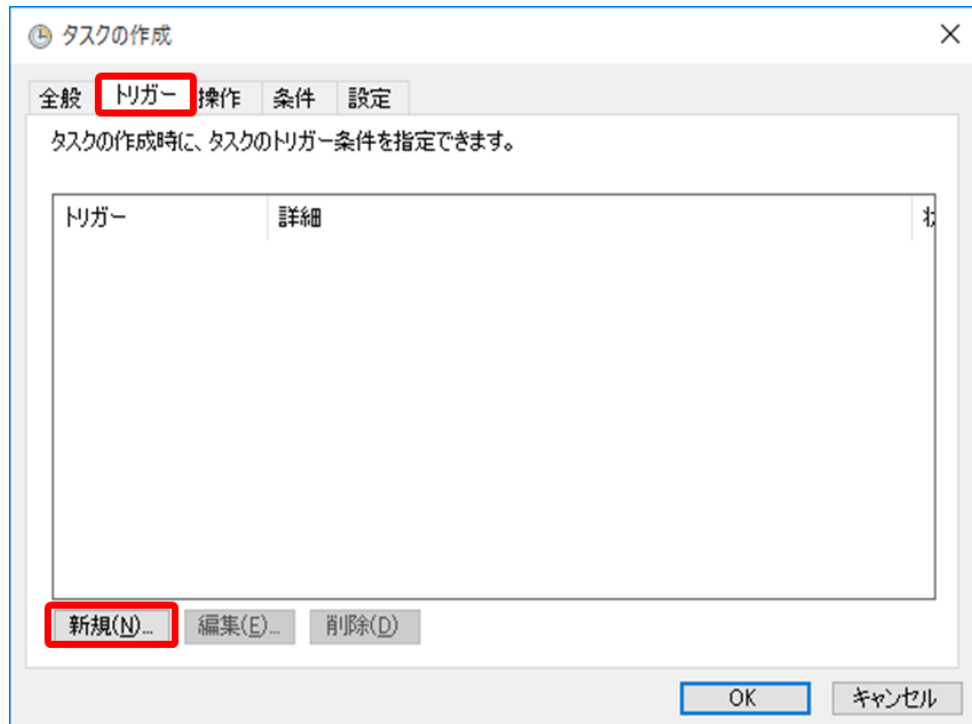 タスクの作成
全般 トリガー 操作 条件 設定
タスクの作成時に、タスクのトリガー条件を指定できます。
トリガー 詳細
新規(N)... 編集(E)... 削除(D)
OK キャンセル